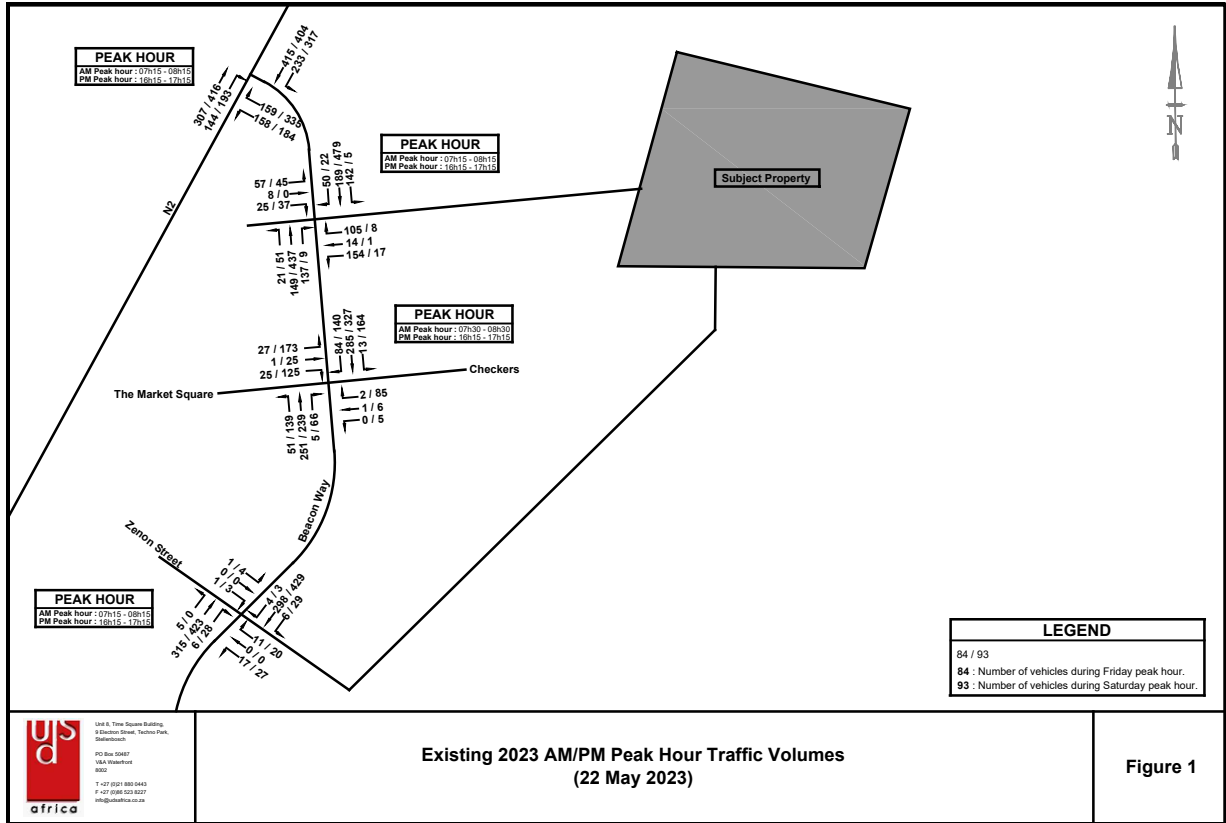 PEAK HOUR
AM Peak hour : 07h15 - 08h15
PM Peak hour : 16h15 - 17h15
415 / 404
233 / 317
307 / 416
144 / 193
159 / 335
158 / 184
N2
PEAK HOUR
AM Peak hour : 07h15 - 08h15
PM Peak hour : 16h15 - 17h15
50 / 22
189 / 479
142 / 5
57 / 45
8 / 0
25 / 37
105 / 8
14 / 1
154 / 17
21 / 51
149 / 437
137 / 9
Subject Property
N
PEAK HOUR
AM Peak hour : 07h30 - 08h30
PM Peak hour : 16h15 - 17h15
84 / 140
285 / 327
13 / 164
27 / 173
1 / 25
25 / 125
The Market Square
Checkers
2 / 85
1 / 6
0 / 5
51 / 139
251 / 239
5 / 66
Beacon Way
Zenon Street
PEAK HOUR
AM Peak hour : 07h15 - 08h15
PM Peak hour : 16h15 - 17h15
1 / 4
0 / 0
1 / 3
4 / 3
298 / 429
6 / 29
5 / 0
315 / 423
6 / 28
11 / 20
0 / 0
17 / 27
LEGEND
84 / 93
84 : Number of vehicles during Friday peak hour.
93 : Number of vehicles during Saturday peak hour.
uds
africa
Unit 6, Time Square Building,
9 Electron Street, Techno Park,
Stellenbosch
PO Box 50487
V&A Waterfront
8002
T +27 (0)21 880 0443
F +27 (0)86 523 8227
info@udsafrica.co.za
Existing 2023 AM/PM Peak Hour Traffic Volumes
(22 May 2023)
Figure 1